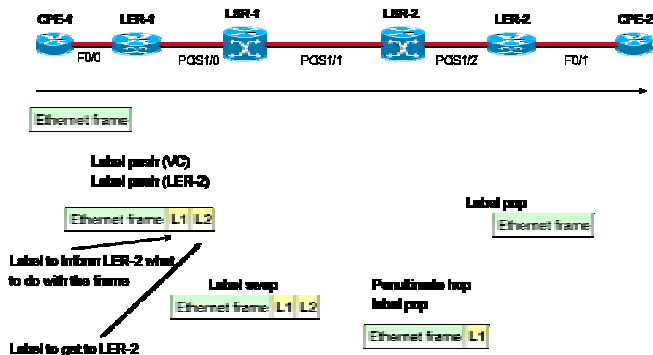 CPE-1 LER-1 LSR-1 LSR-2 LER-2 CPE-2
F0/0 POS1/0 POS1/1 POS1/2 F0/1
Ethernet frame
Label push (VC)
Label push (LER-2)
Ethernet frame L1 L2
Label pop
Ethernet frame
Label to inform LER-2 what
to do with the frame
Label swap
Ethernet frame L1 L2
Penultimate hop
label pop
Ethernet frame L1
Label to get to LER-2